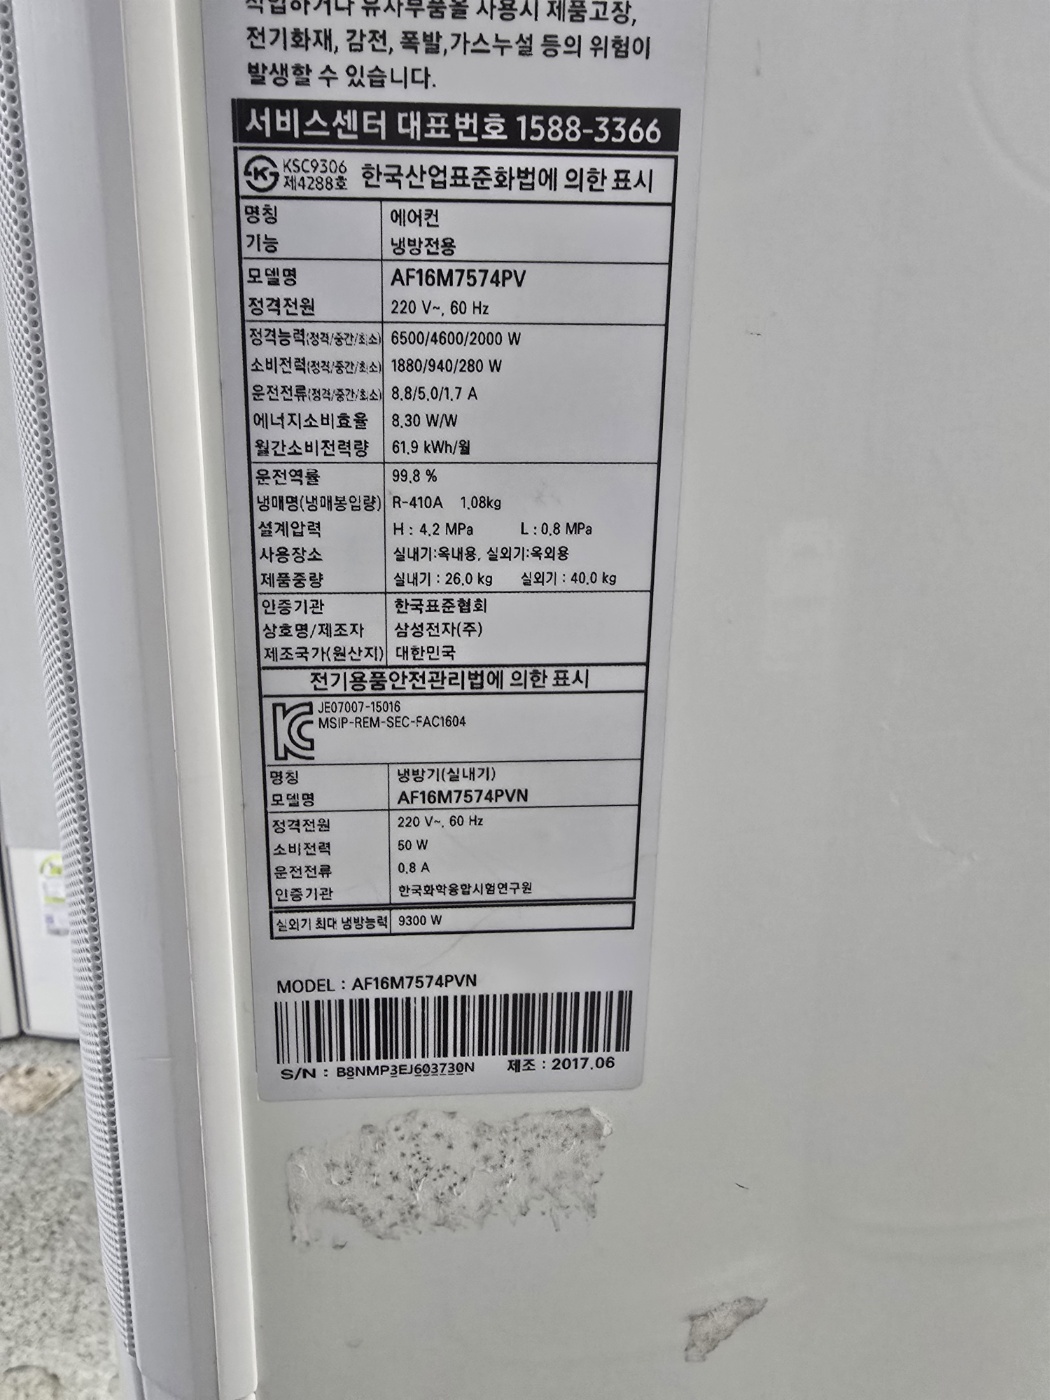 작업하거나 유사부품을 사용시 제품고장,
전기화재, 감전, 폭발,가스누설 등의 위험이
발생할 수 있습니다.
서비스센터 대표번호 1588-3366
KSC9306
제4288호 한국산업표준화법에 의한 표시
명칭 에어컨
기능 냉방전용
모델명 AF16M7574PV
정격전원 220 V~, 60 Hz
정격능력(정격/중간/최소) 6500/4600/2000 W
소비전력(정격/중간/최소) 1880/940/280 W
운전전류(정격/중간/최소) 8.8/5.0/1.7 A
에너지소비효율 8.30 W/W
월간소비전력량 61.9 kWh/월
운전역률 99.8 %
냉매명(냉매봉입량) R-410A 1.08kg
설계압력 H : 4.2 MPa L : 0.8 MPa
사용장소 실내기:옥내용, 실외기:옥외용
제품중량 실내기 : 26.0 kg 실외기 : 40.0 kg
인증기관 한국표준협회
상호명/제조자 삼성전자(주)
제조국가(원산지) 대한민국
전기용품안전관리법에 의한 표시
JE07007-15016
MSIP-REM-SEC-FAC1604
명칭 냉방기(실내기)
모델명 AF16M7574PVN
정격전원 220 V~, 60 Hz
소비전력 50 W
운전전류 0.8 A
인증기관 한국화학융합시험연구원
실외기 최대 냉방능력 9300 W
MODEL : AF16M7574PVN
S/N : B8NMP3EJ603730N 제조 : 2017.06